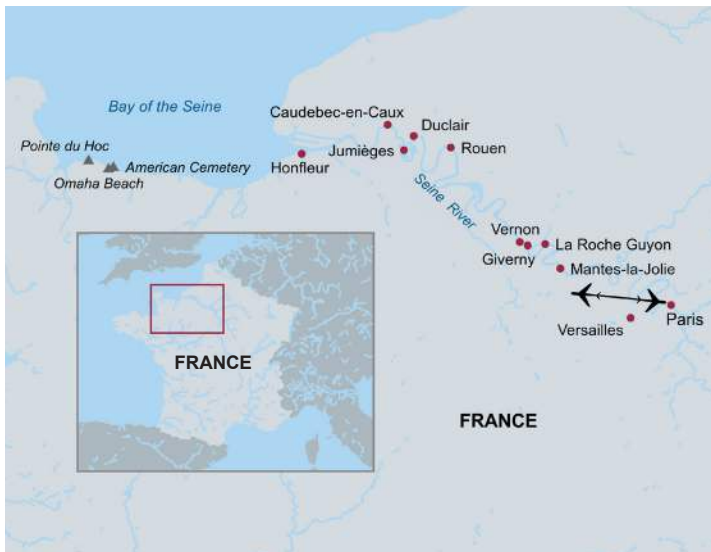 Bay of the Seine
Caudebec-en-Caux
Duclair
Pointe du Hoc
American Cemetery
Jumièges
Rouen
Omaha Beach
Honfleur
Seine River
Vernon
La Roche Guyon
Giverny
Mantes-la-Jolie
Paris
Versailles
FRANCE
FRANCE